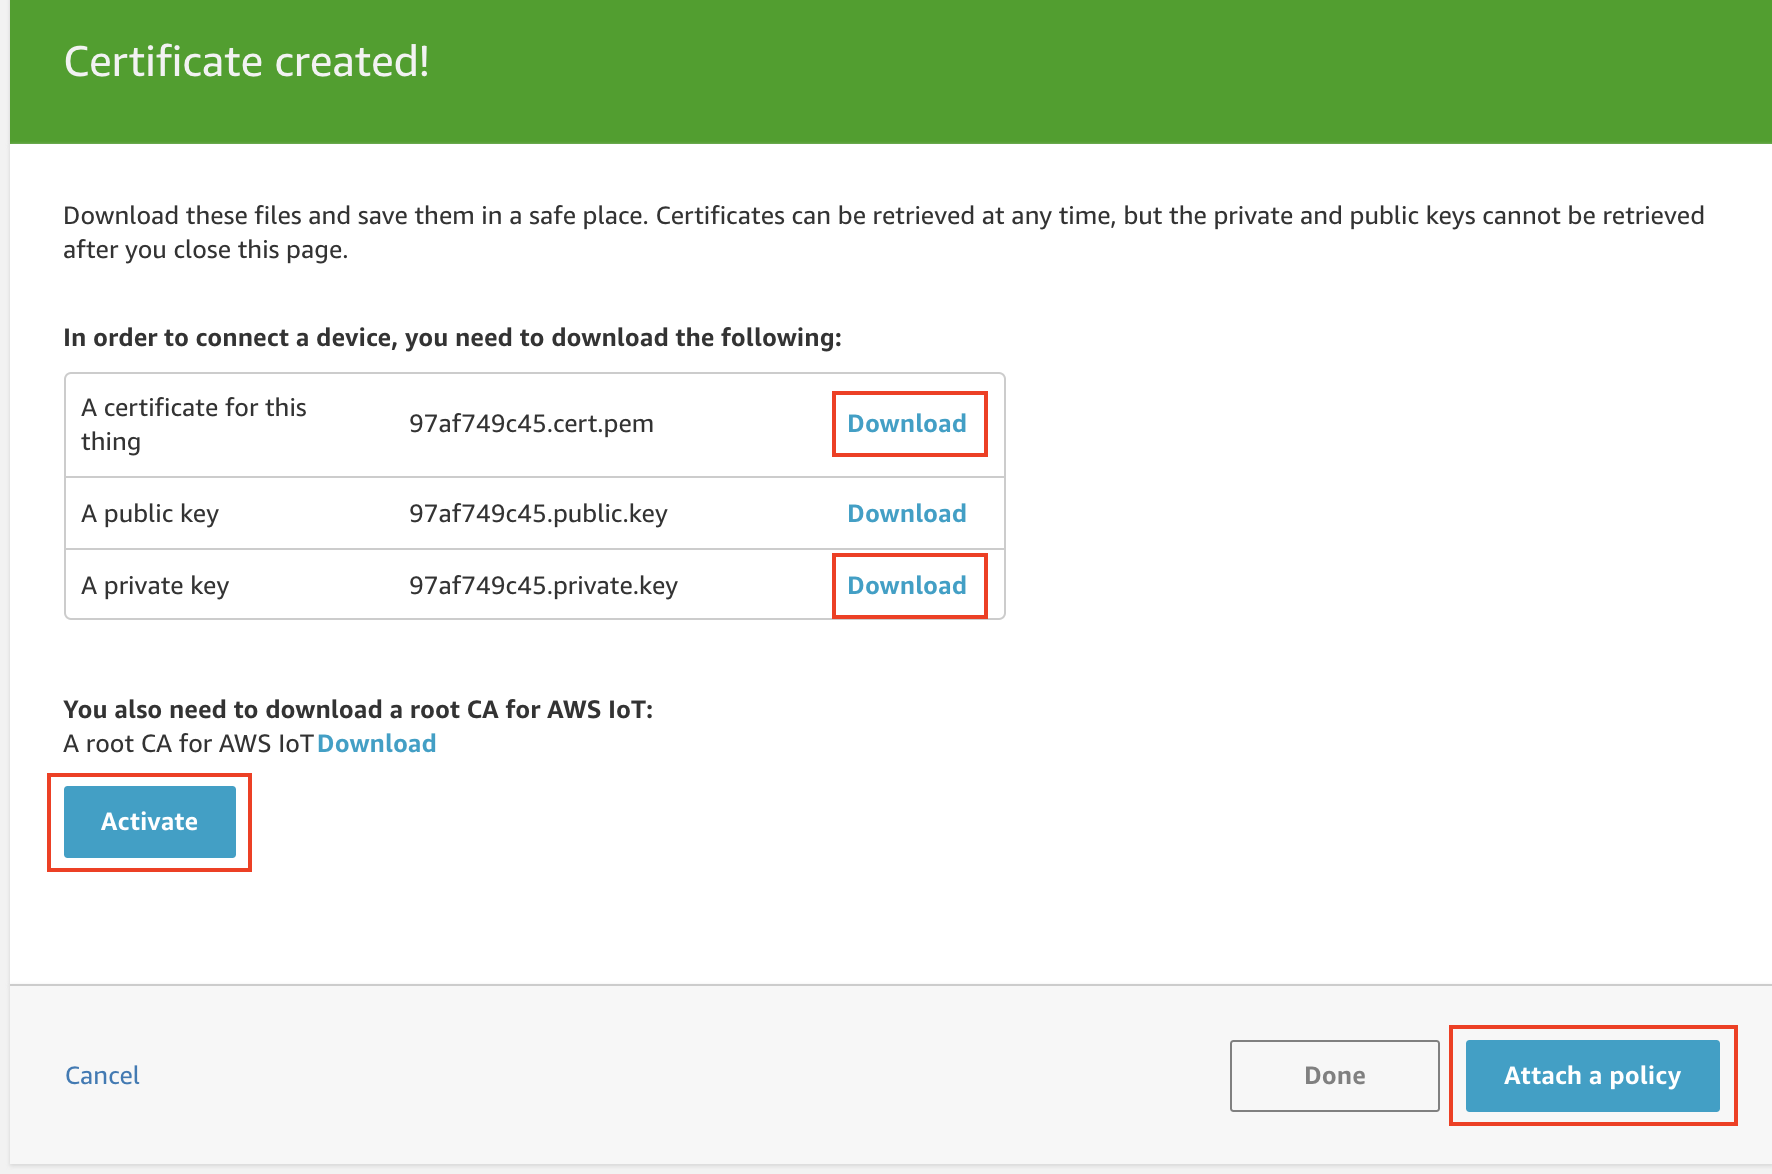 Certificate created!
Download these files and save them in a safe place. Certificates can be retrieved at any time, but the private and public keys cannot be retrieved
after you close this page.
In order to connect a device, you need to download the following:
A certificate for this
thing
97af749c45.cert.pem
Download
A public key
97af749c45.public.key
Download
A private key
97af749c45.private.key
Download
You also need to download a root CA for AWS IoT:
A root CA for AWS IoT Download
Activate
Cancel
Done
Attach a policy